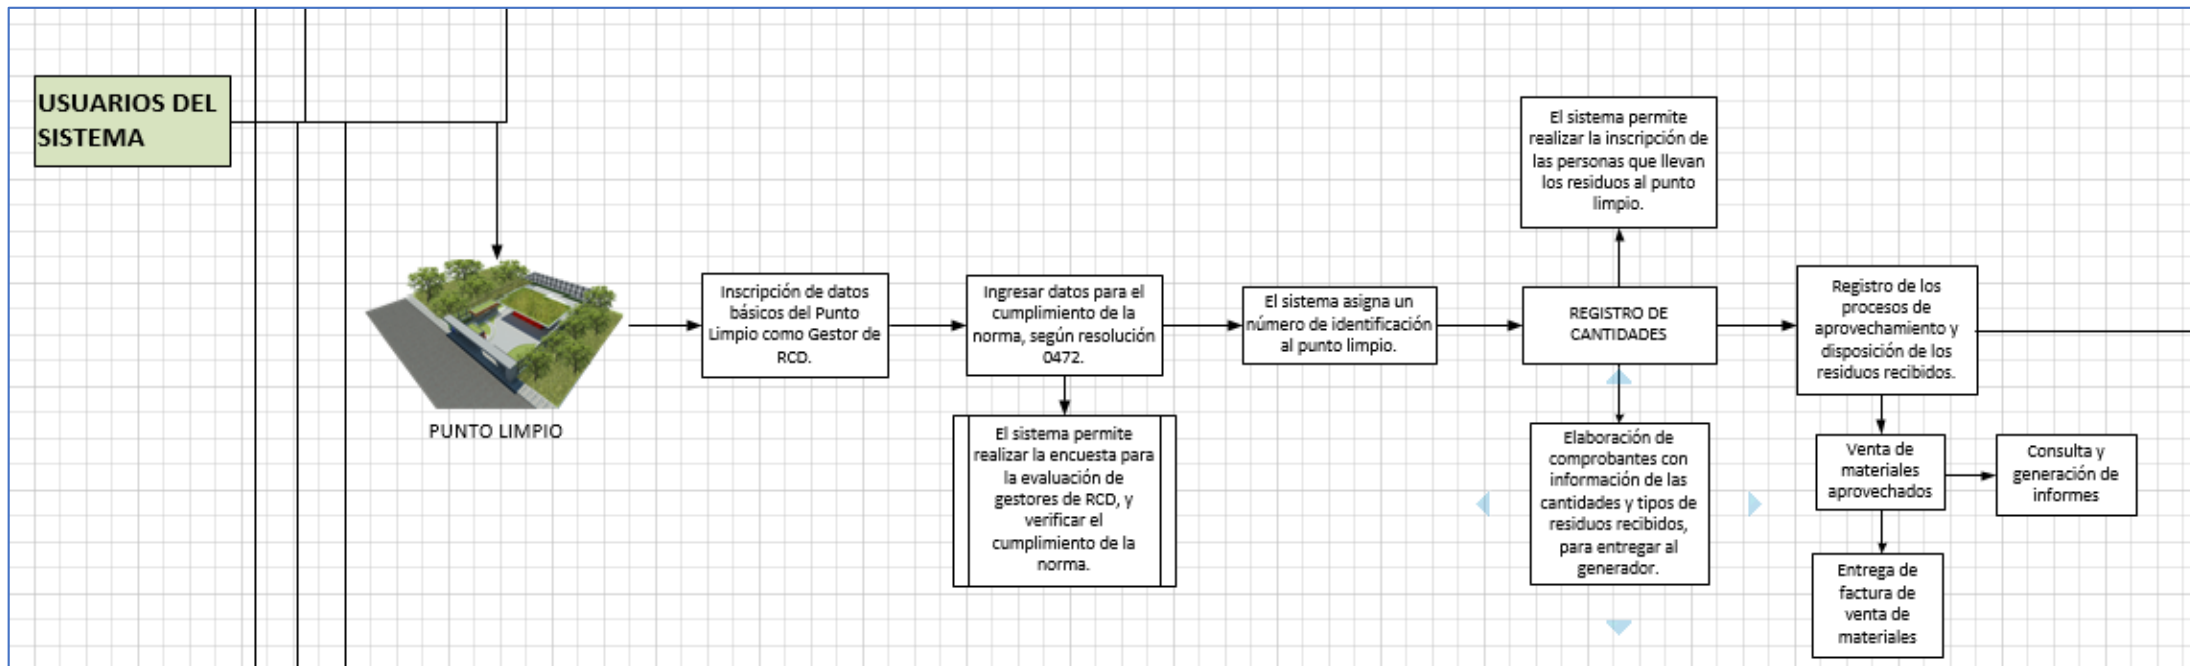 USUARIOS DEL
SISTEMA
PUNTO LIMPIO
Inscripción de datos
básicos del Punto
Limpio como Gestor de
RCD.
Ingresar datos para el
cumplimiento de la
norma, según resolución
0472.
El sistema permite
realizar la encuesta para
la evaluación de
gestores de RCD, y
verificar el
cumplimiento de la
norma.
El sistema asigna un
número de identificación
al punto limpio.
El sistema permite
realizar la inscripción de
las personas que llevan
los residuos al punto
limpio.
REGISTRO DE
CANTIDADES
Elaboración de
comprobantes con
información de las
cantidades y tipos de
residuos recibidos,
para entregar al
generador.
Registro de los
procesos de
aprovechamiento y
disposición de los
residuos recibidos.
Venta de
materiales
aprovechados
Consulta y
generación de
informes
Entrega de
factura de
venta de
materiales